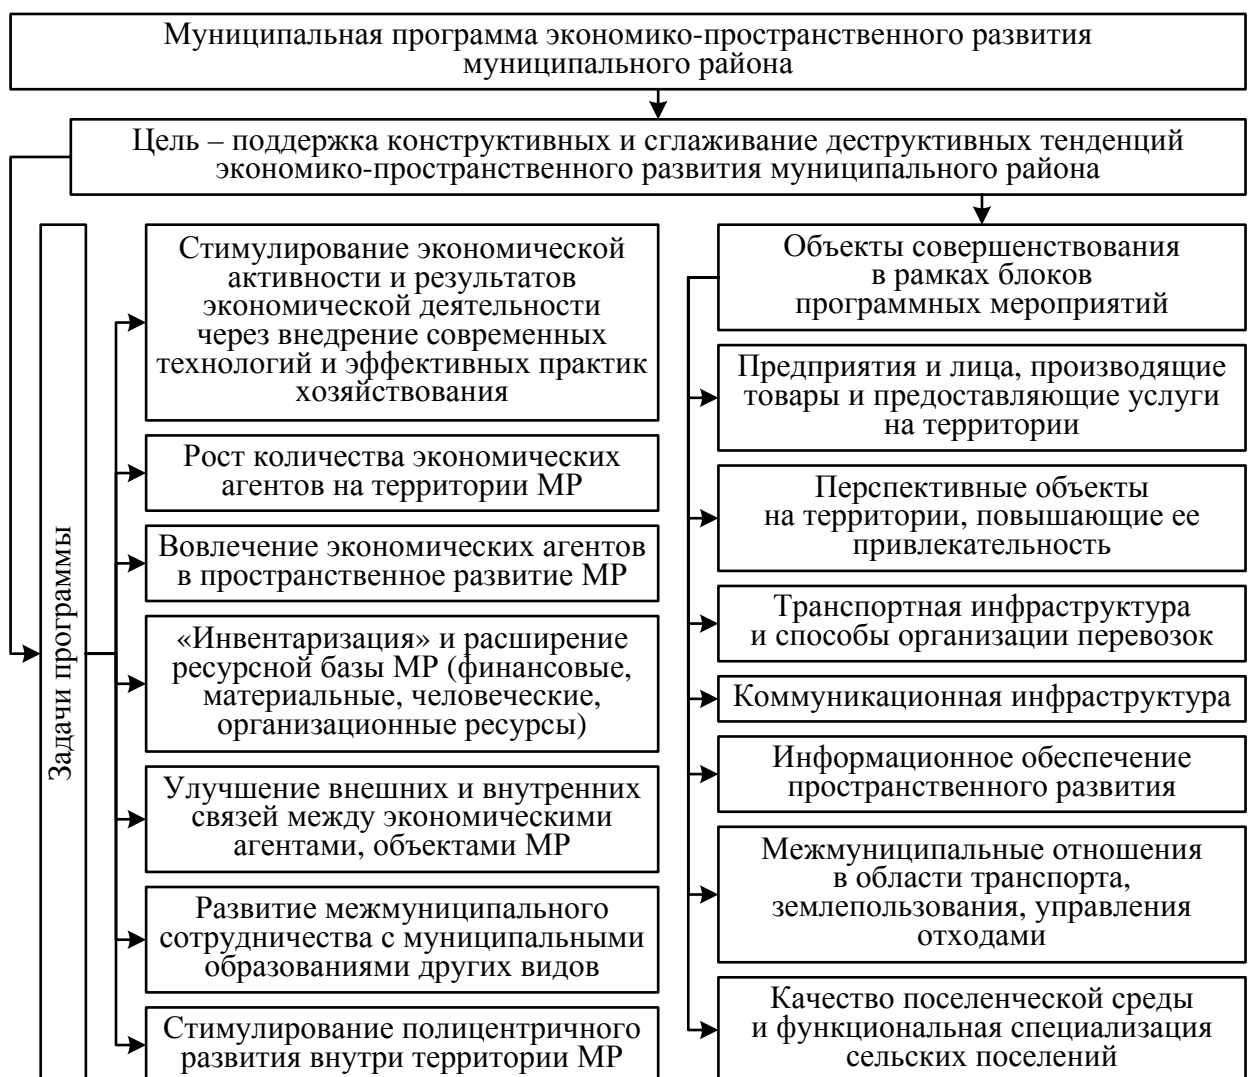 Муниципальная программа экономико-пространственного развития
муниципального района
Цель – поддержка конструктивных и сглаживание деструктивных тенденций
экономико-пространственного развития муниципального района
Задачи программы
Стимулирование экономической
активности и результатов
экономической деятельности
через внедрение современных
технологий и эффективных практик
хозяйствования
Рост количества экономических
агентов на территории МР
Вовлечение экономических агентов
в пространственное развитие МР
«Инвентаризация» и расширение
ресурсной базы МР (финансовые,
материальные, человеческие,
организационные ресурсы)
Улучшение внешних и внутренних
связей между экономическими
агентами, объектами МР
Развитие межмуниципального
сотрудничества с муниципальными
образованиями других видов
Стимулирование полицентричного
развития внутри территории МР
Объекты совершенствования
в рамках блоков
программных мероприятий
Предприятия и лица, производящие
товары и предоставляющие услуги
на территории
Перспективные объекты
на территории, повышающие ее
привлекательность
Транспортная инфраструктура
и способы организации перевозок
Коммуникационная инфраструктура
Информационное обеспечение
пространственного развития
Межмуниципальные отношения
в области транспорта,
землепользования, управления
отходами
Качество поселенческой среды
и функциональная специализация
сельских поселений